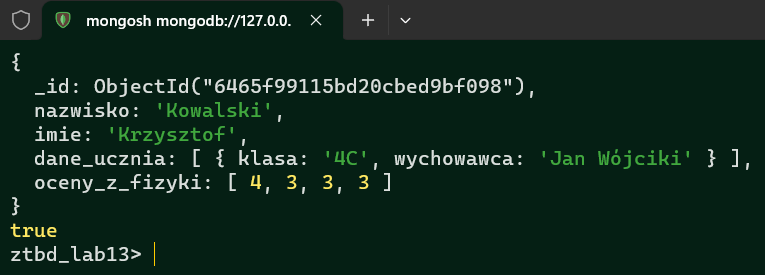 mongosh mongodb://127.0.0.
{
_id: ObjectId("6465f99115bd20cbed9bf098"),
nazwisko: 'Kowalski',
imie: 'Krzysztof',
dane_ucznia: [ { klasa: '4C', wychowawca: 'Jan Wójciki' } ],
oceny_z_fizyki: [ 4, 3, 3, 3 ]
}
true
ztbd_lab13>